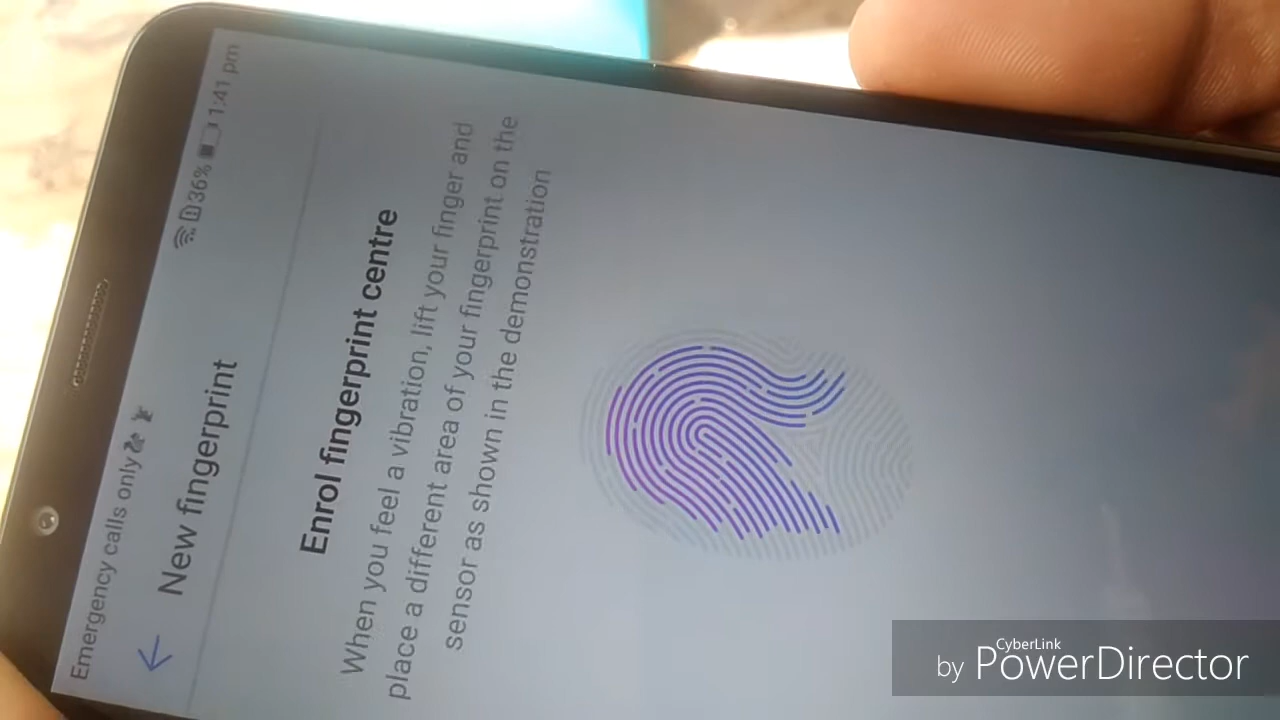 Emergency calls only
36% 1:41 pm
New fingerprint
Enrol fingerprint centre
When you feel a vibration, lift your finger and
place a different area of your fingerprint on the
sensor as shown in the demonstration
CyberLink
by PowerDirector